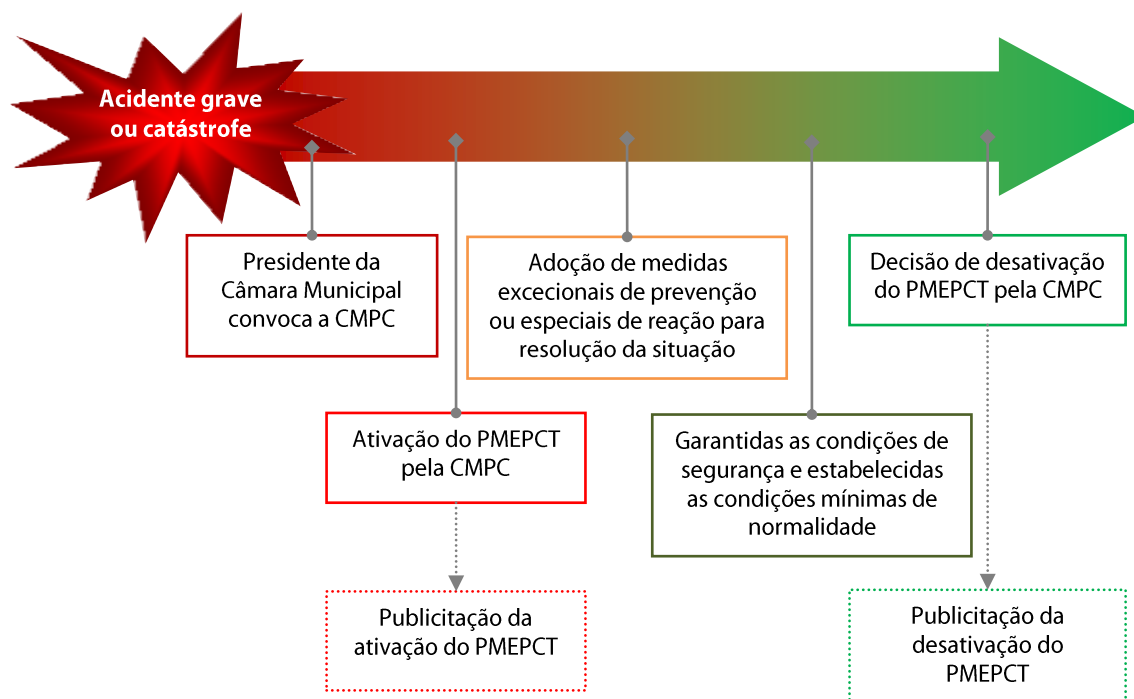 Acidente grave
ou catástrofe
Presidente da
Câmara Municipal
convoca a CMPC
Adoção de medidas
excecionais de prevenção
ou especiais de reação para
resolução da situação
Decisão de desativação
do PMEPCT pela CMPC
Ativação do PMEPCT
pela CMPC
Garantidas as condições de
segurança e estabelecidas
as condições mínimas de
normalidade
Publicitação da
ativação do PMEPCT
Publicitação da
desativação do
PMEPCT